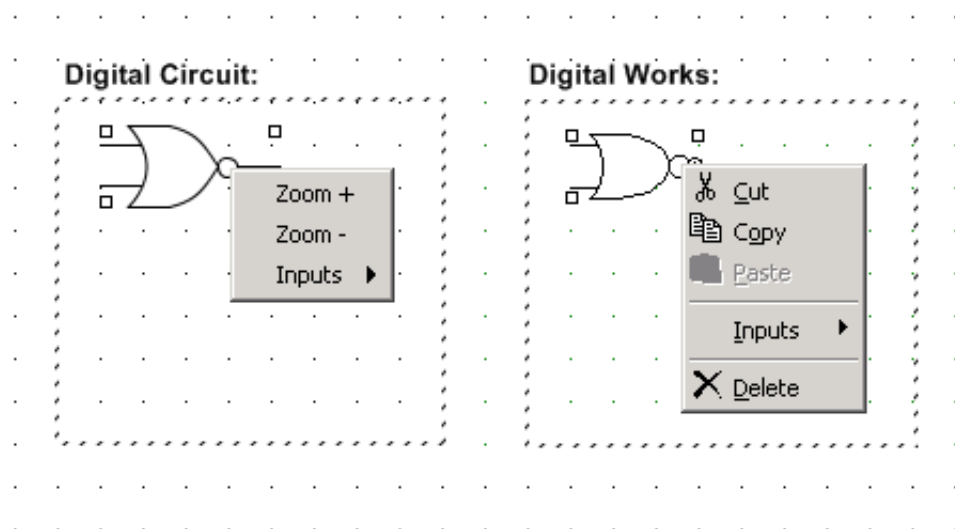 Digital Circuit:
Zoom +
Zoom -
Inputs
Digital Works:
Cut
Copy
Paste
Inputs
Delete